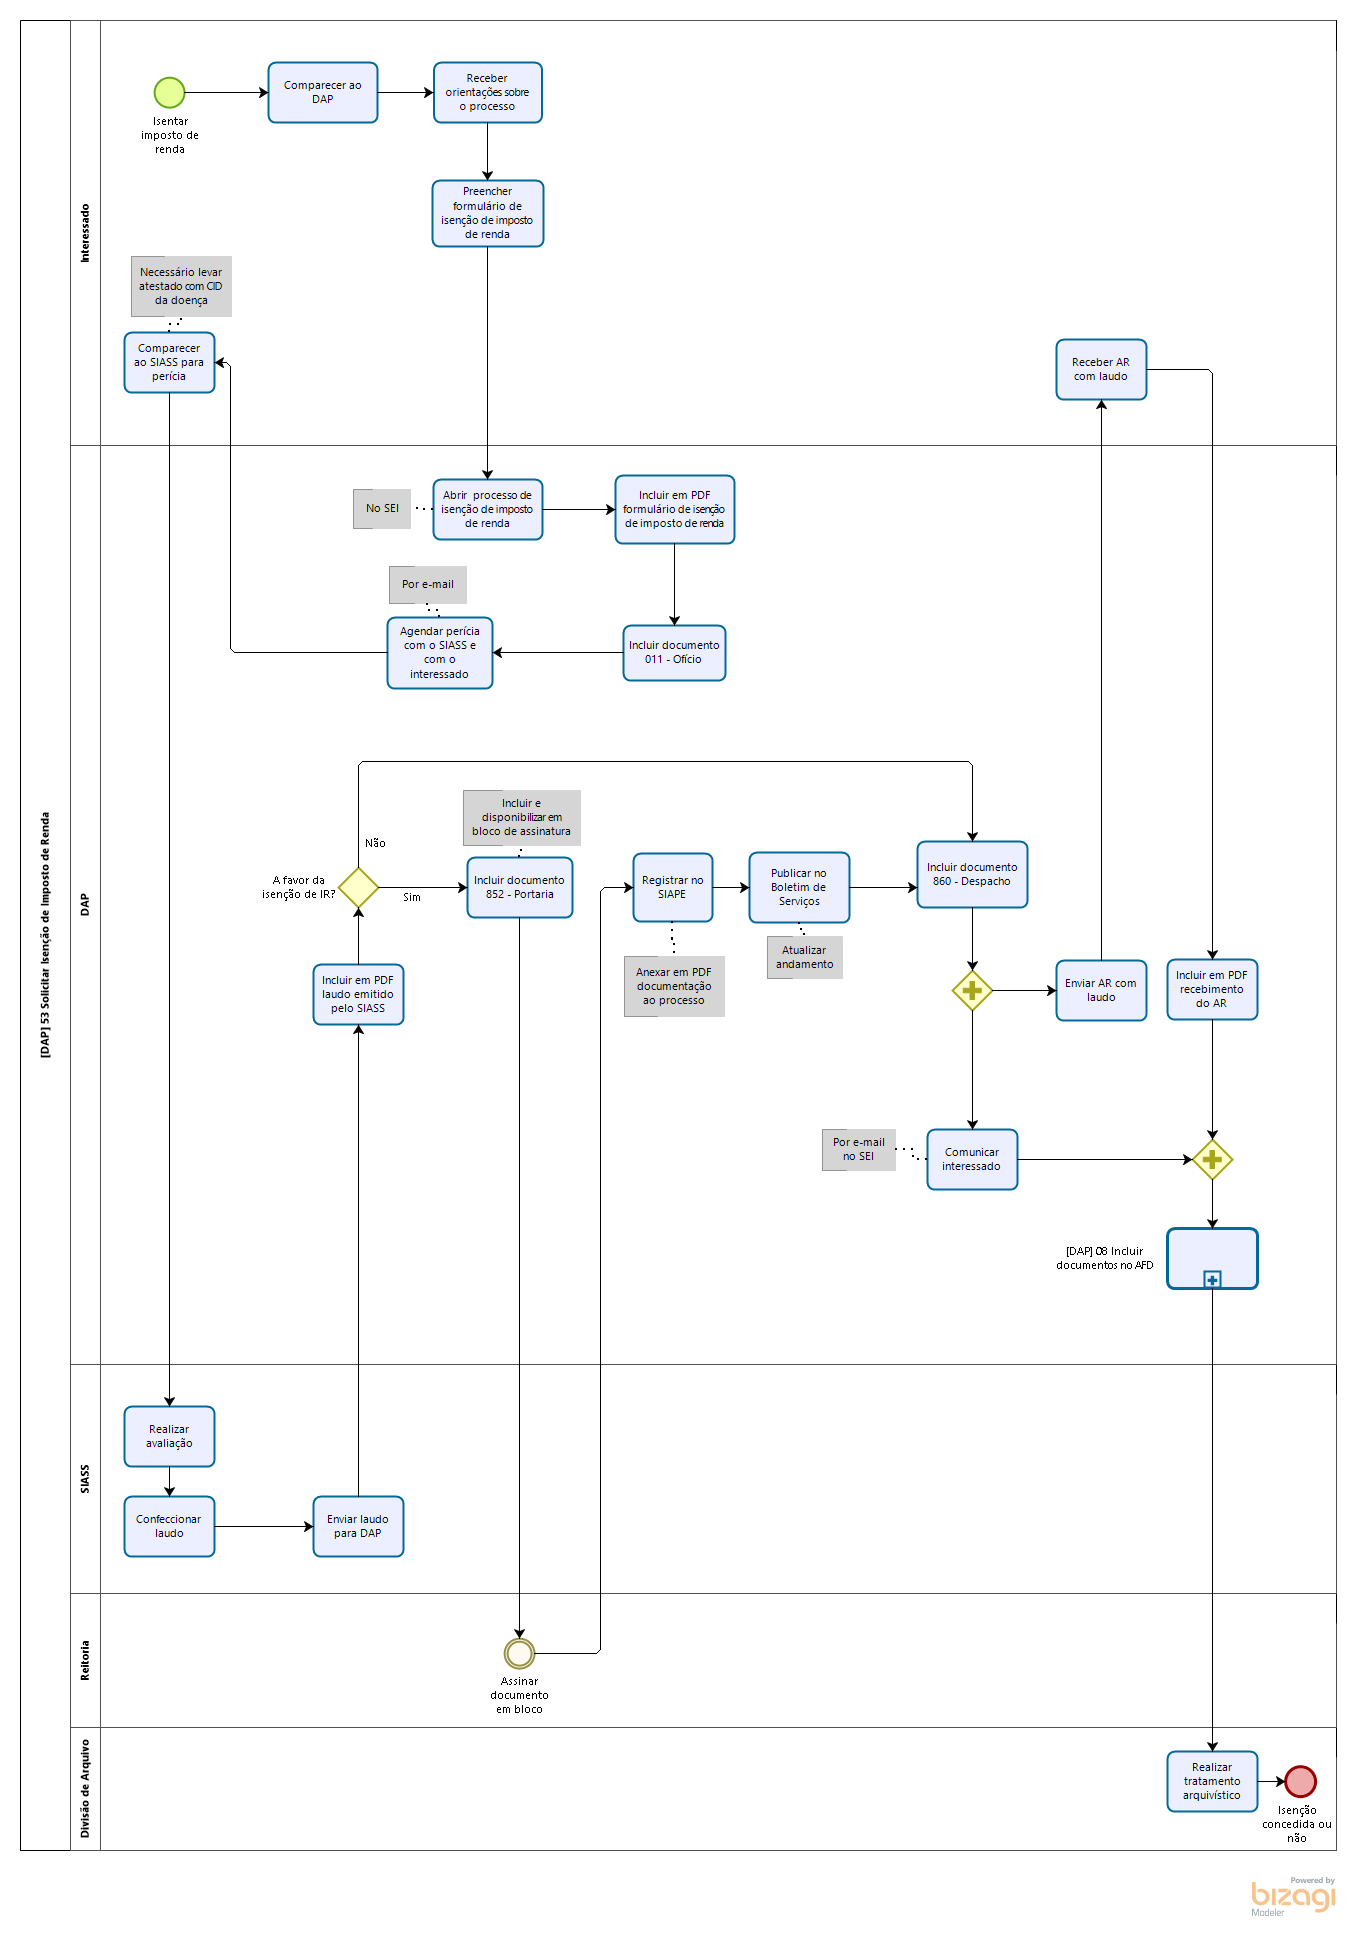 [DAP] 53 Solicitar Isenção de Imposto de Renda
Interessado
Isentar
imposto de
renda
Comparecer ao
DAP
Receber
orientações sobre
o processo
Preencher
formulário de
isenção de imposto
de renda
Necessário levar
atestado com CID
da doença
Comparecer
ao SIASS para
perícia
Receber AR
com laudo
DAP
No SEI
Abrir processo de
isenção de imposto
de renda
Incluir em PDF
formulário de isenção
de imposto de renda
Por e-mail
Agendar perícia
com o SIASS e
com o
interessado
Incluir documento
011 - Ofício
Não
A favor da
isenção de IR?
Sim
Incluir e
disponibilizar em
bloco de assinatura
Incluir documento
852 - Portaria
Registrar no
SIAPE
Publicar no
Boletim de
Serviços
Incluir documento
860 - Despacho
Anexar em PDF
documentação
ao processo
Atualizar
andamento
Incluir em PDF
laudo emitido
pelo SIASS
Enviar AR com
laudo
Incluir em PDF
recebimento
do AR
Por e-mail
no SEI
Comunicar
interessado
[DAP] 08 Incluir
documentos no AFD
SIASS
Realizar
avaliação
Confeccionar
laudo
Enviar laudo
para DAP
Reitoria
Assinar
documento
em bloco
Divisão de Arquivo
Realizar
tratamento
arquivístico
Isenção
concedida ou
não
Powered by
bizagi
Modeler